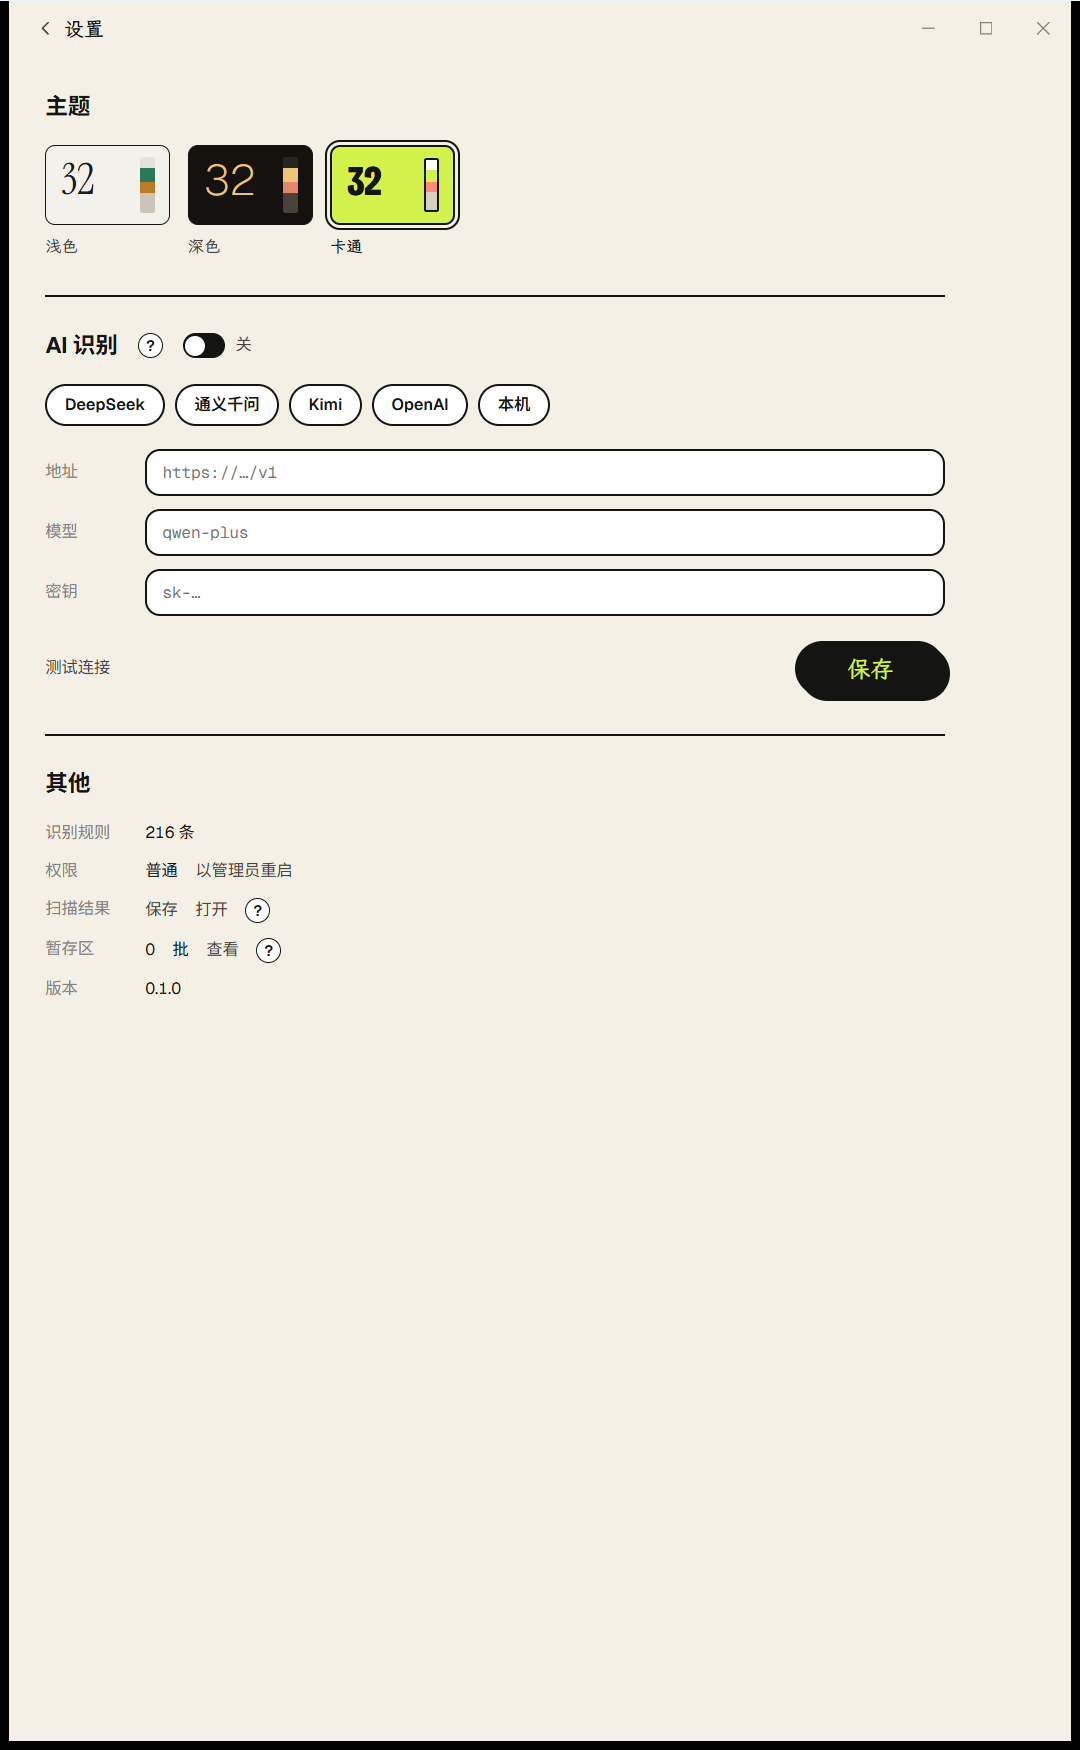 设置
主题
32 32 32
浅色 深色 卡通
AI 识别 ? 关
DeepSeek 通义千问 Kimi OpenAI 本机
地址 https://…/v1
模型 qwen-plus
密钥 sk-…
测试连接 保存
其他
识别规则 216 条
权限 普通 以管理员重启
扫描结果 保存 打开 ?
暂存区 0 批 查看 ?
版本 0.1.0